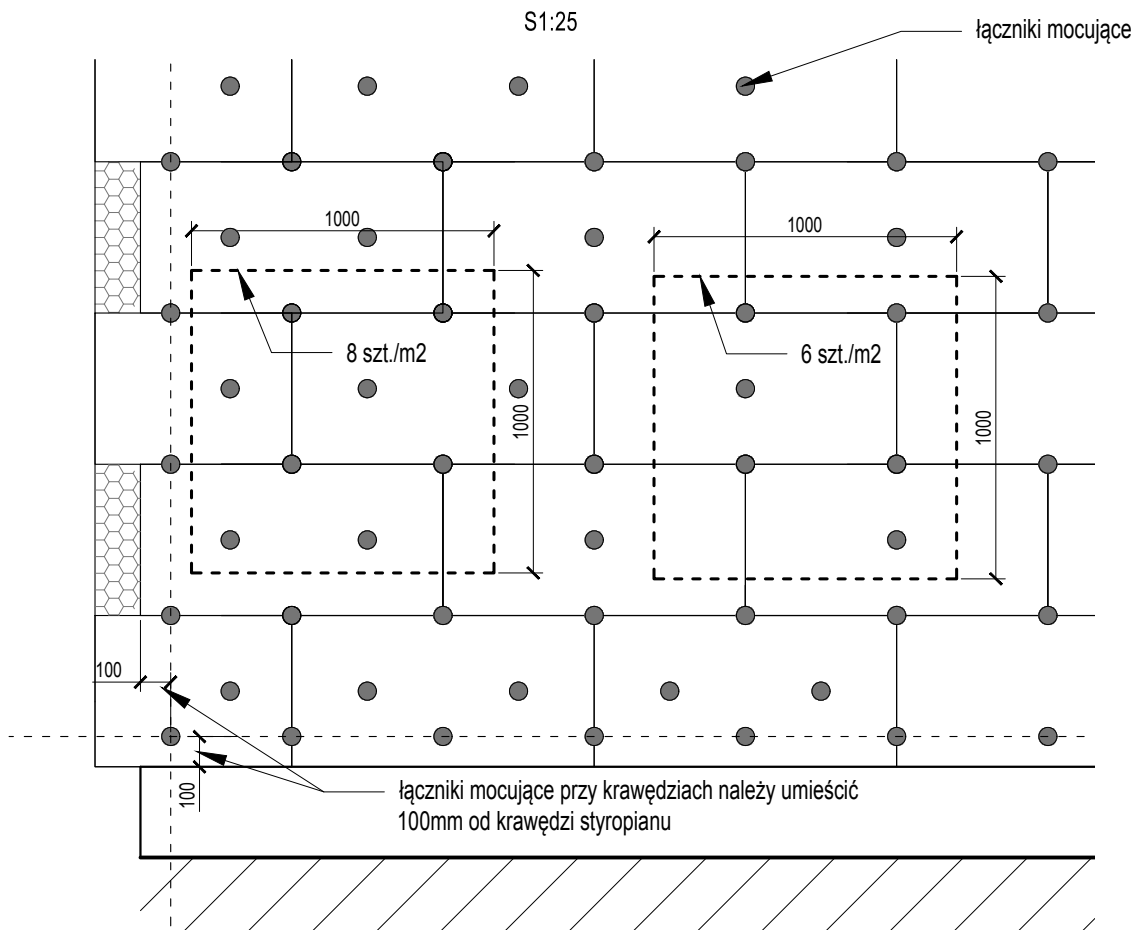 S1:25
łączniki mocujące
1000
1000
8 szt./m2
6 szt./m2
1000
1000
100
100
łączniki mocujące przy krawędziach należy umieścić
100mm od krawędzi styropianu